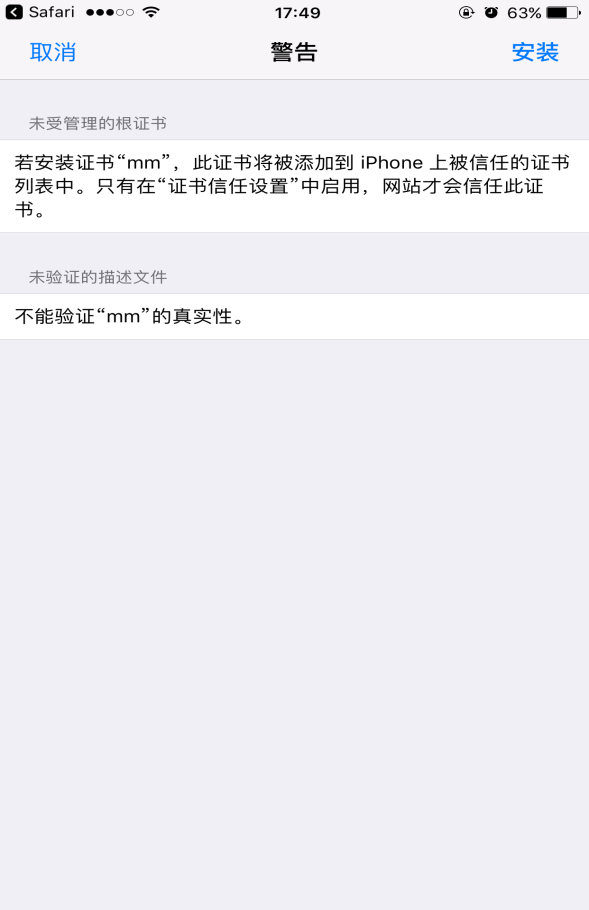 Safari 17:49 63%
取消 警告 安装
未受管理的根证书
若安装证书“mm”，此证书将被添加到 iPhone 上被信任的证书
列表中。只有在“证书信任设置”中启用，网站才会信任此证
书。
未验证的描述文件
不能验证“mm”的真实性。